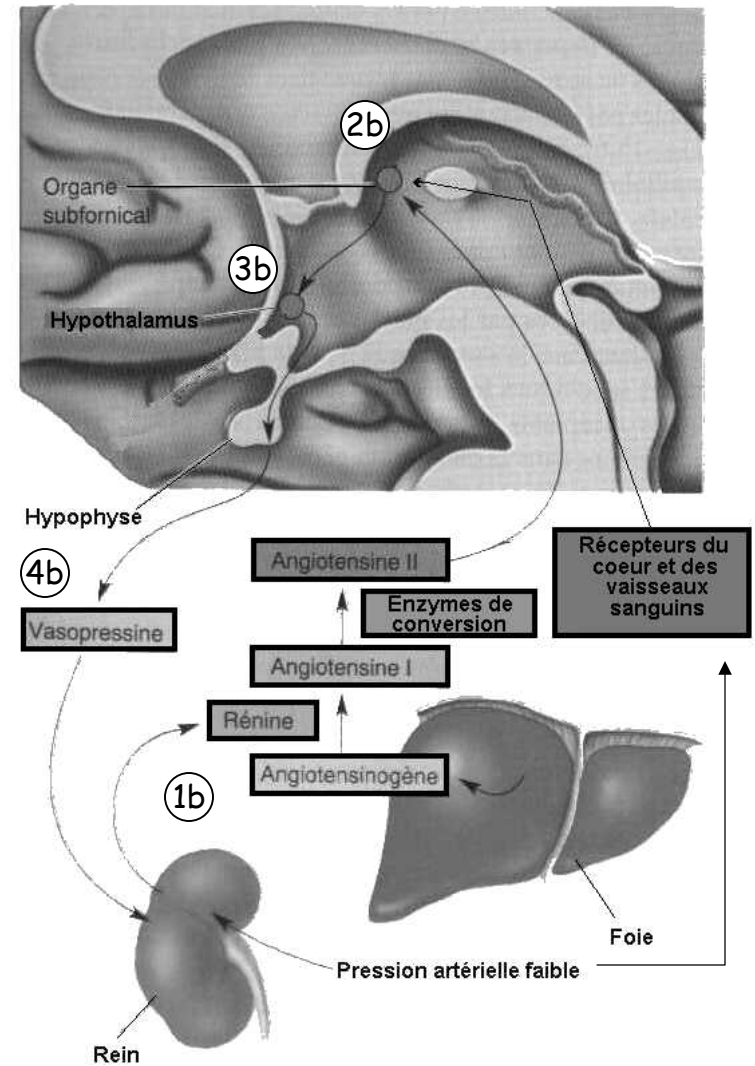 2b
Organe
subfornical
3b
Hypothalamus
Hypophyse
4b
Vasopressine
Angiotensine II
Récepteurs du
coeur et des
vaisseaux
sanguins
Enzymes de
conversion
Angiotensine I
Rénine
Angiotensinogène
1b
Foie
Pression artérielle faible
Rein